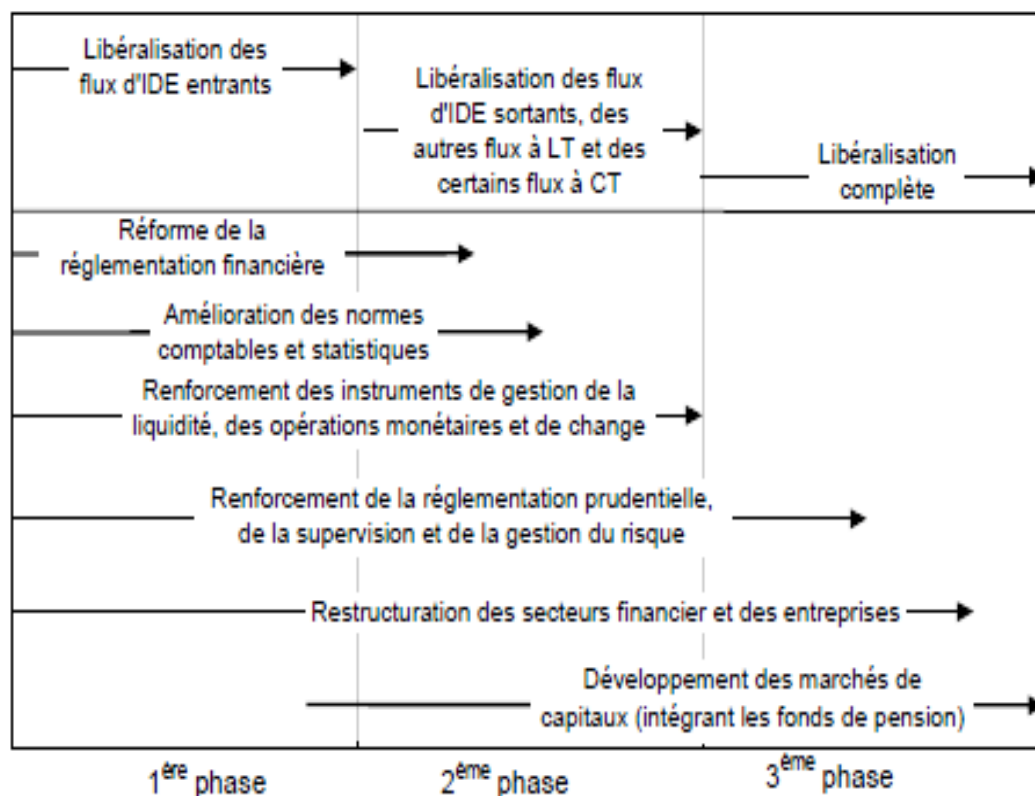 Libéralisation des
flux d'IDE entrants
Libéralisation des flux
d'IDE sortants, des
autres flux à LT et des
certains flux à CT
Libéralisation
complète
Réforme de la
réglementation financière
Amélioration des normes
comptables et statistiques
Renforcement des instruments de gestion de la
liquidité, des opérations monétaires et de change
Renforcement de la réglementation prudentielle,
de la supervision et de la gestion du risque
Restructuration des secteurs financier et des entreprises
Développement des marchés de
capitaux (intégrant les fonds de pension)
1ère phase
2ème phase
3ème phase